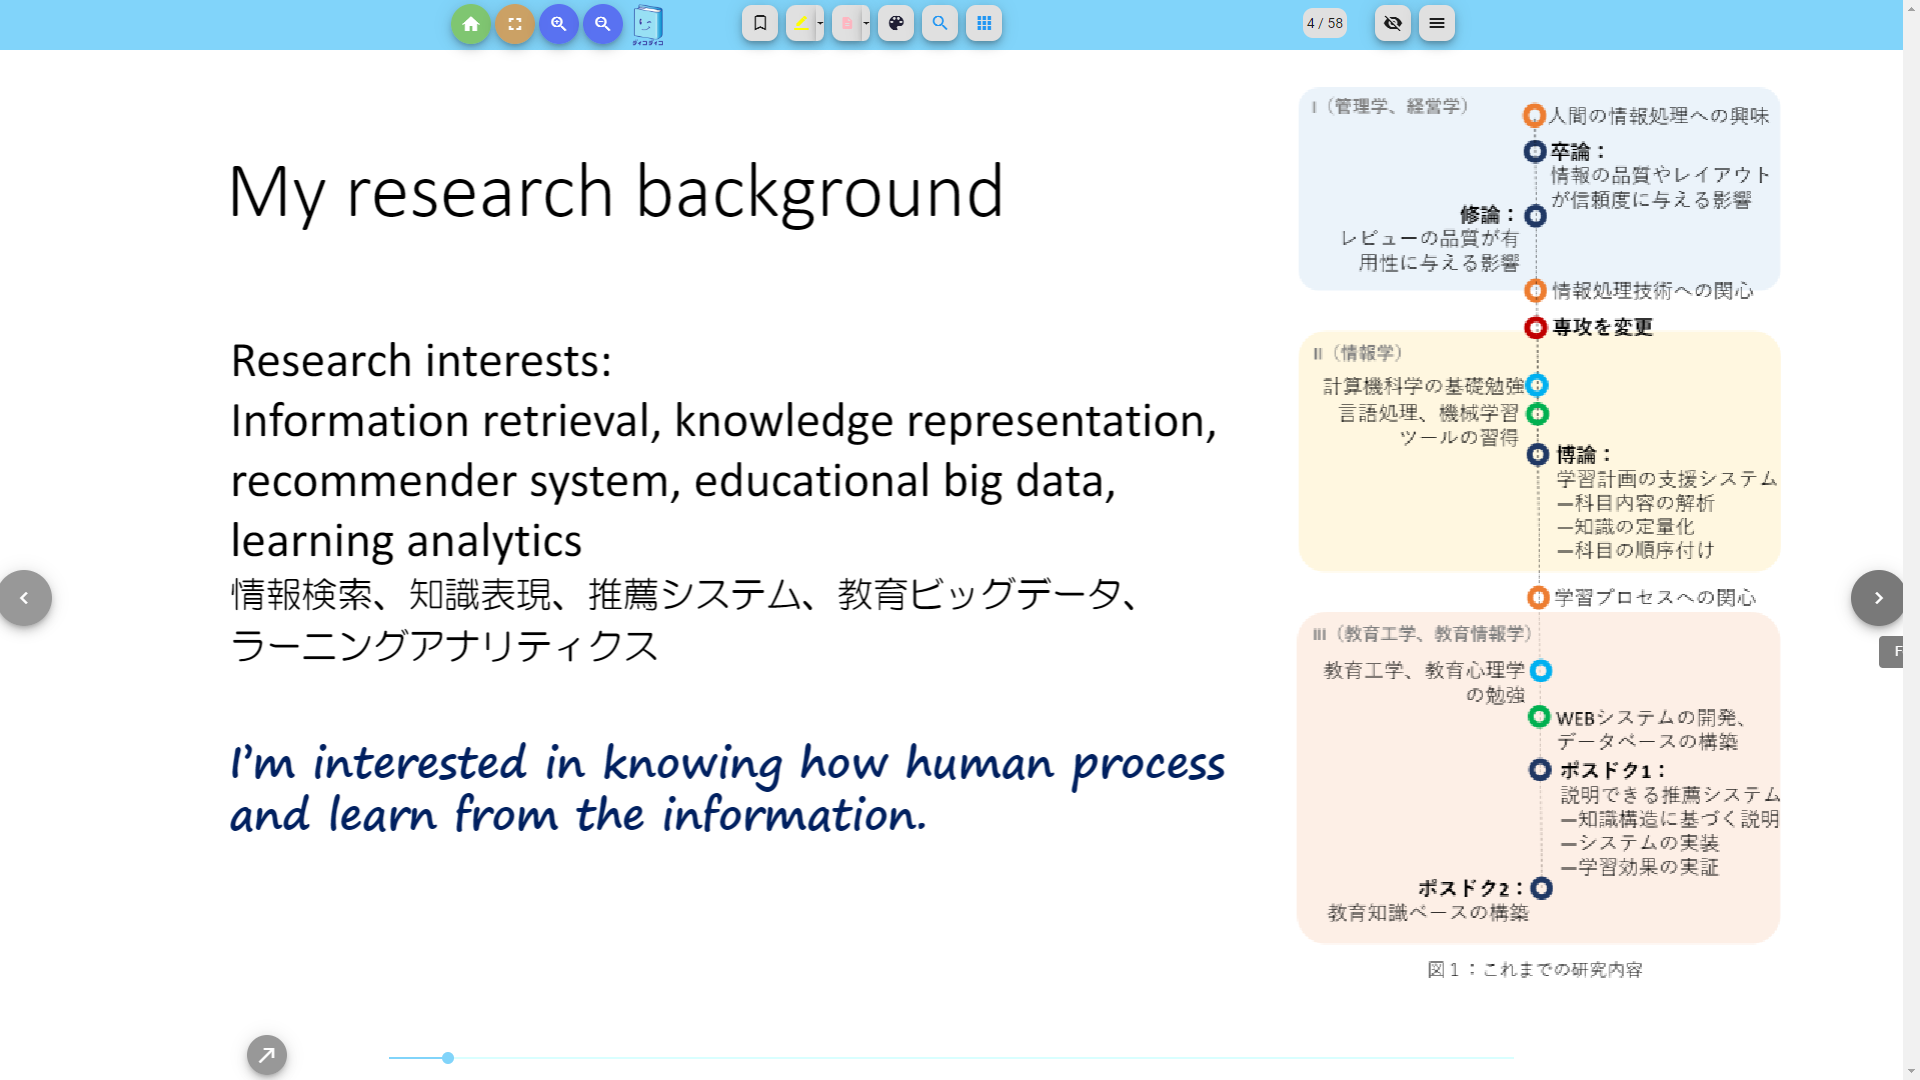 ダイコダイコ
4 / 58
My research background
Research interests:
Information retrieval, knowledge representation,
recommender system, educational big data,
learning analytics
情報検索、知識表現、推薦システム、教育ビッグデータ、
ラーニングアナリティクス
I'm interested in knowing how human process
and learn from the information.
I（管理学、経営学）
人間の情報処理への興味
卒論：
情報の品質やレイアウト
が信頼度に与える影響
修論：
レビューの品質が有
用性に与える影響
情報処理技術への関心
専攻を変更
II（情報学）
計算機科学の基礎勉強
言語処理、機械学習
ツールの習得
博論：
学習計画の支援システム
—科目内容の解析
—知識の定量化
—科目の順序付け
学習プロセスへの関心
III（教育工学、教育情報学）
教育工学、教育心理学
の勉強
WEBシステムの開発、
データベースの構築
ポスドク1：
説明できる推薦システム
—知識構造に基づく説明
—システムの実装
—学習効果の実証
ポスドク2：
教育知識ベースの構築
図１：これまでの研究内容
F